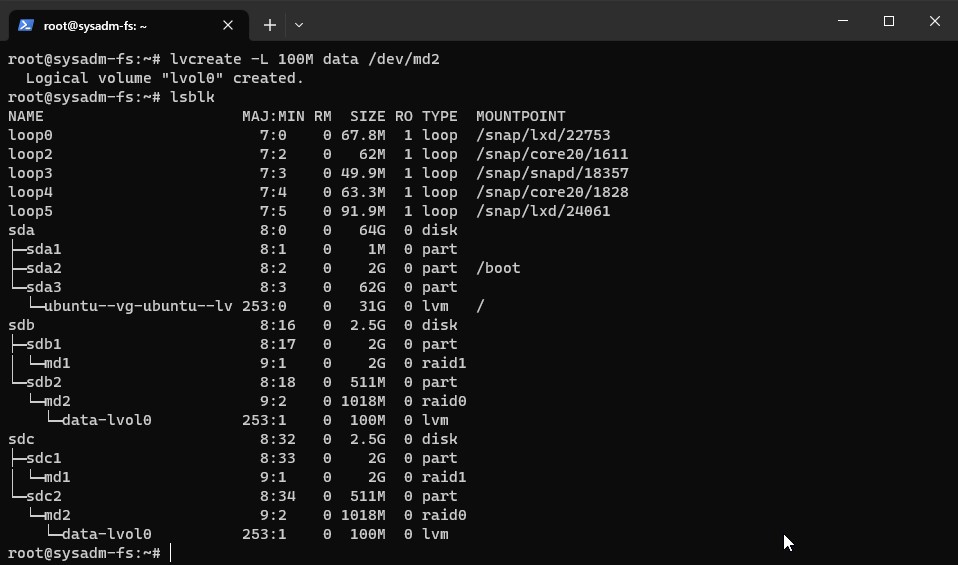 root@sysadm-fs: ~
root@sysadm-fs:~# lvcreate -L 100M data /dev/md2
  Logical volume "lvol0" created.
root@sysadm-fs:~# lsblk
NAME                      MAJ:MIN RM  SIZE RO TYPE  MOUNTPOINT
loop0                       7:0    0 67.8M  1 loop  /snap/lxd/22753
loop2                       7:2    0   62M  1 loop  /snap/core20/1611
loop3                       7:3    0 49.9M  1 loop  /snap/snapd/18357
loop4                       7:4    0 63.3M  1 loop  /snap/core20/1828
loop5                       7:5    0 91.9M  1 loop  /snap/lxd/24061
sda                         8:0    0   64G  0 disk
├─sda1                      8:1    0    1M  0 part
├─sda2                      8:2    0    2G  0 part  /boot
└─sda3                      8:3    0   62G  0 part
  └─ubuntu--vg-ubuntu--lv 253:0    0   31G  0 lvm   /
sdb                         8:16   0  2.5G  0 disk
├─sdb1                      8:17   0    2G  0 part
│ └─md1                     9:1    0    2G  0 raid1
└─sdb2                      8:18   0  511M  0 part
  └─md2                     9:2    0 1018M  0 raid0
    └─data-lvol0          253:1    0  100M  0 lvm
sdc                         8:32   0  2.5G  0 disk
├─sdc1                      8:33   0    2G  0 part
│ └─md1                     9:1    0    2G  0 raid1
└─sdc2                      8:34   0  511M  0 part
  └─md2                     9:2    0 1018M  0 raid0
    └─data-lvol0          253:1    0  100M  0 lvm
root@sysadm-fs:~#